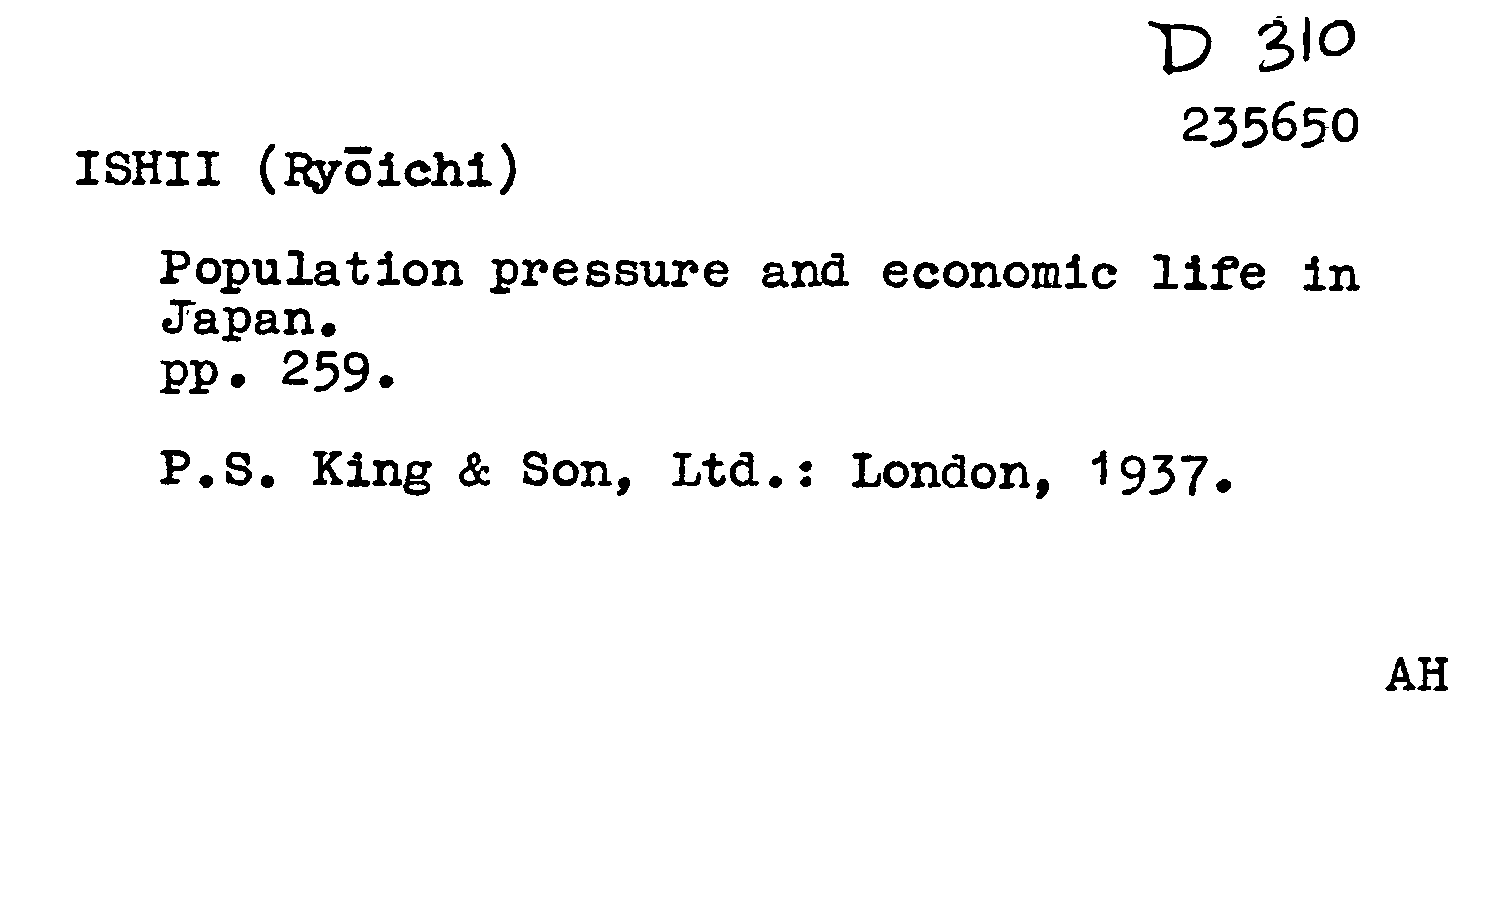 D 310
235650
ISHII (Ryōichi)
Population pressure and economic life in
Japan.
pp. 259.
P.S. King & Son, Ltd.: London, 1937.
AH